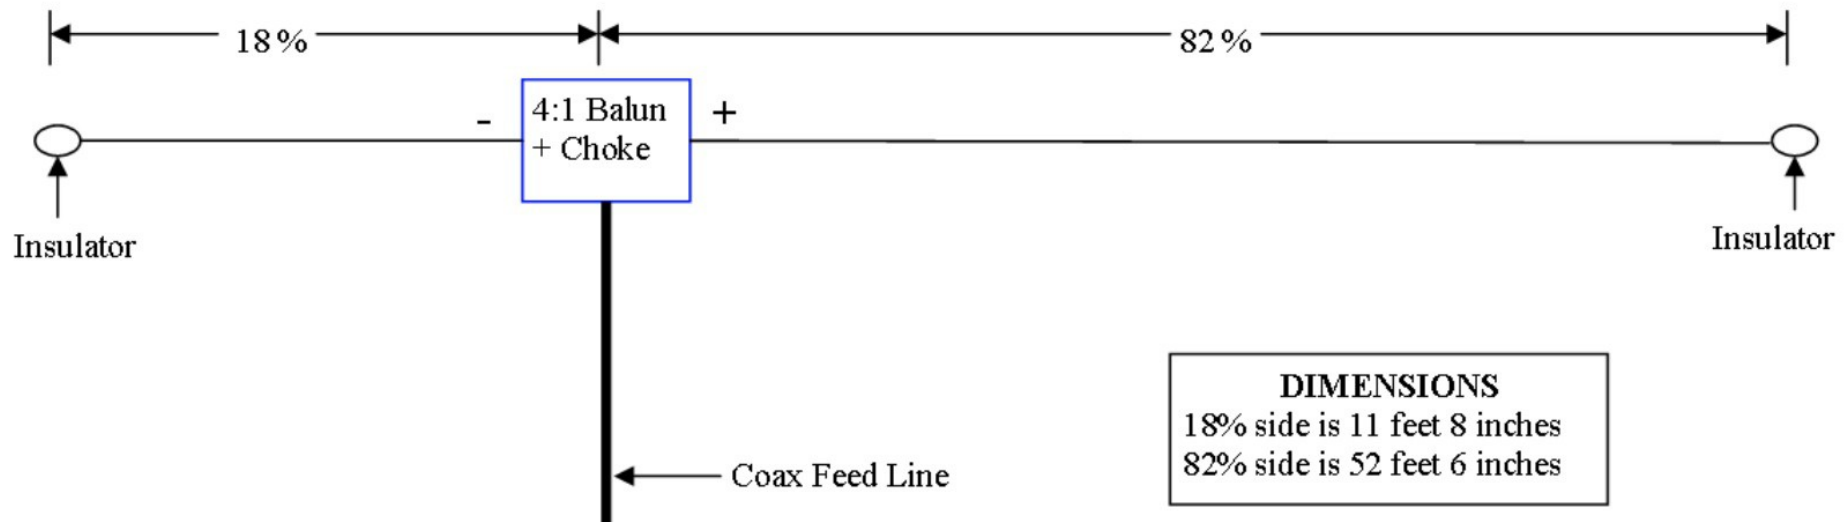 18%
82%
-
+
4:1 Balun
+ Choke
Insulator
Insulator
DIMENSIONS
18% side is 11 feet 8 inches
82% side is 52 feet 6 inches
Coax Feed Line